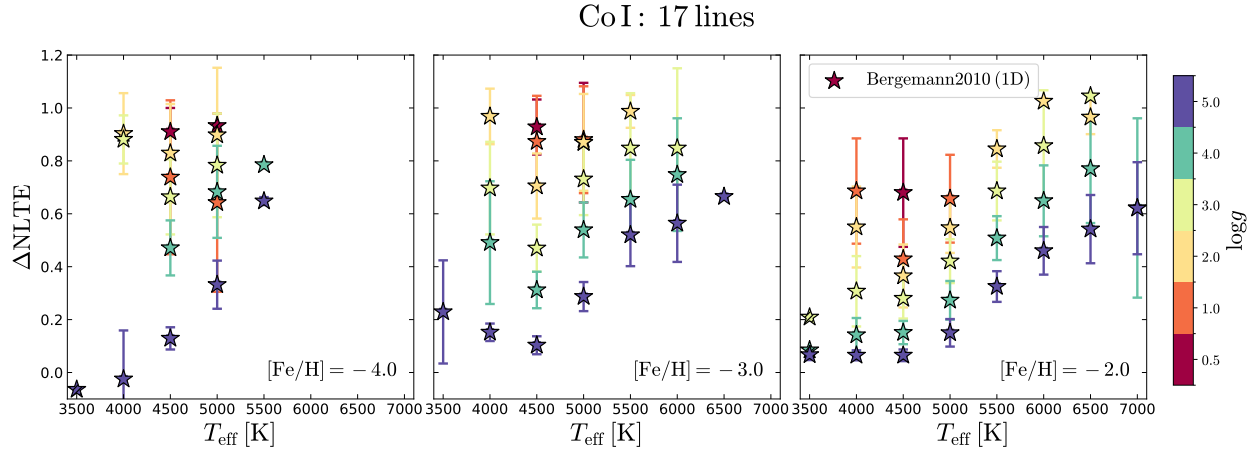 Co I: 17 lines
ΔNLTE
1.2
1.0
0.8
0.6
0.4
0.2
0.0
[Fe/H] = −4.0
3500 4000 4500 5000 5500 6000 6500 7000
T_eff [K]
[Fe/H] = −3.0
3500 4000 4500 5000 5500 6000 6500 7000
T_eff [K]
Bergemann2010 (1D)
[Fe/H] = −2.0
3500 4000 4500 5000 5500 6000 6500 7000
T_eff [K]
5.0
4.0
3.0
2.0
1.0
0.5
logg